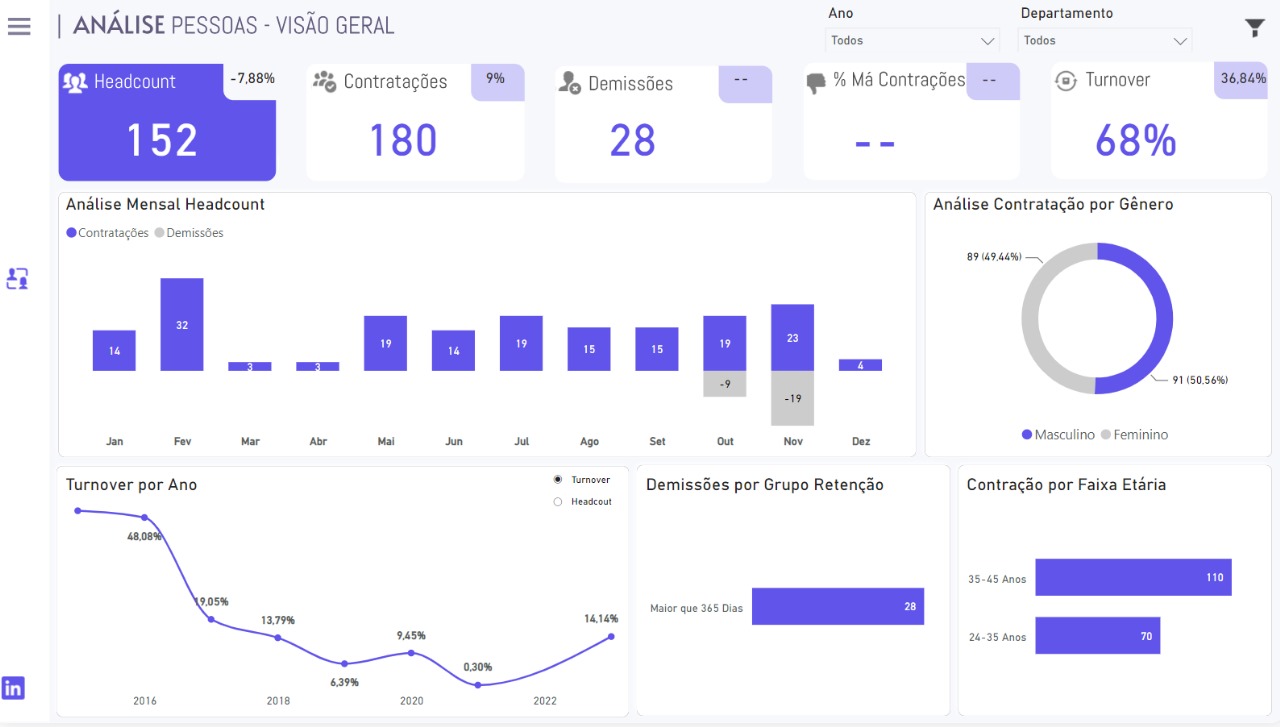 ANÁLISE PESSOAS - VISÃO GERAL
Ano
Todos
Departamento
Todos
Headcount
-7,88%
152
Contratações
9%
180
Demissões
--
28
% Má Contrações
--
--
Turnover
36,84%
68%
Análise Mensal Headcount
Contratações Demissões
14
32
3
3
19
14
19
15
15
19
23
4
-9
-19
Jan Fev Mar Abr Mai Jun Jul Ago Set Out Nov Dez
Análise Contratação por Gênero
89 (49,44%)
91 (50,56%)
Masculino Feminino
Turnover por Ano
Turnover
Headcout
48,08%
19,05%
13,79%
6,39%
9,45%
0,30%
14,14%
2016 2018 2020 2022
Demissões por Grupo Retenção
Maior que 365 Dias 28
Contração por Faixa Etária
35-45 Anos 110
24-35 Anos 70
in